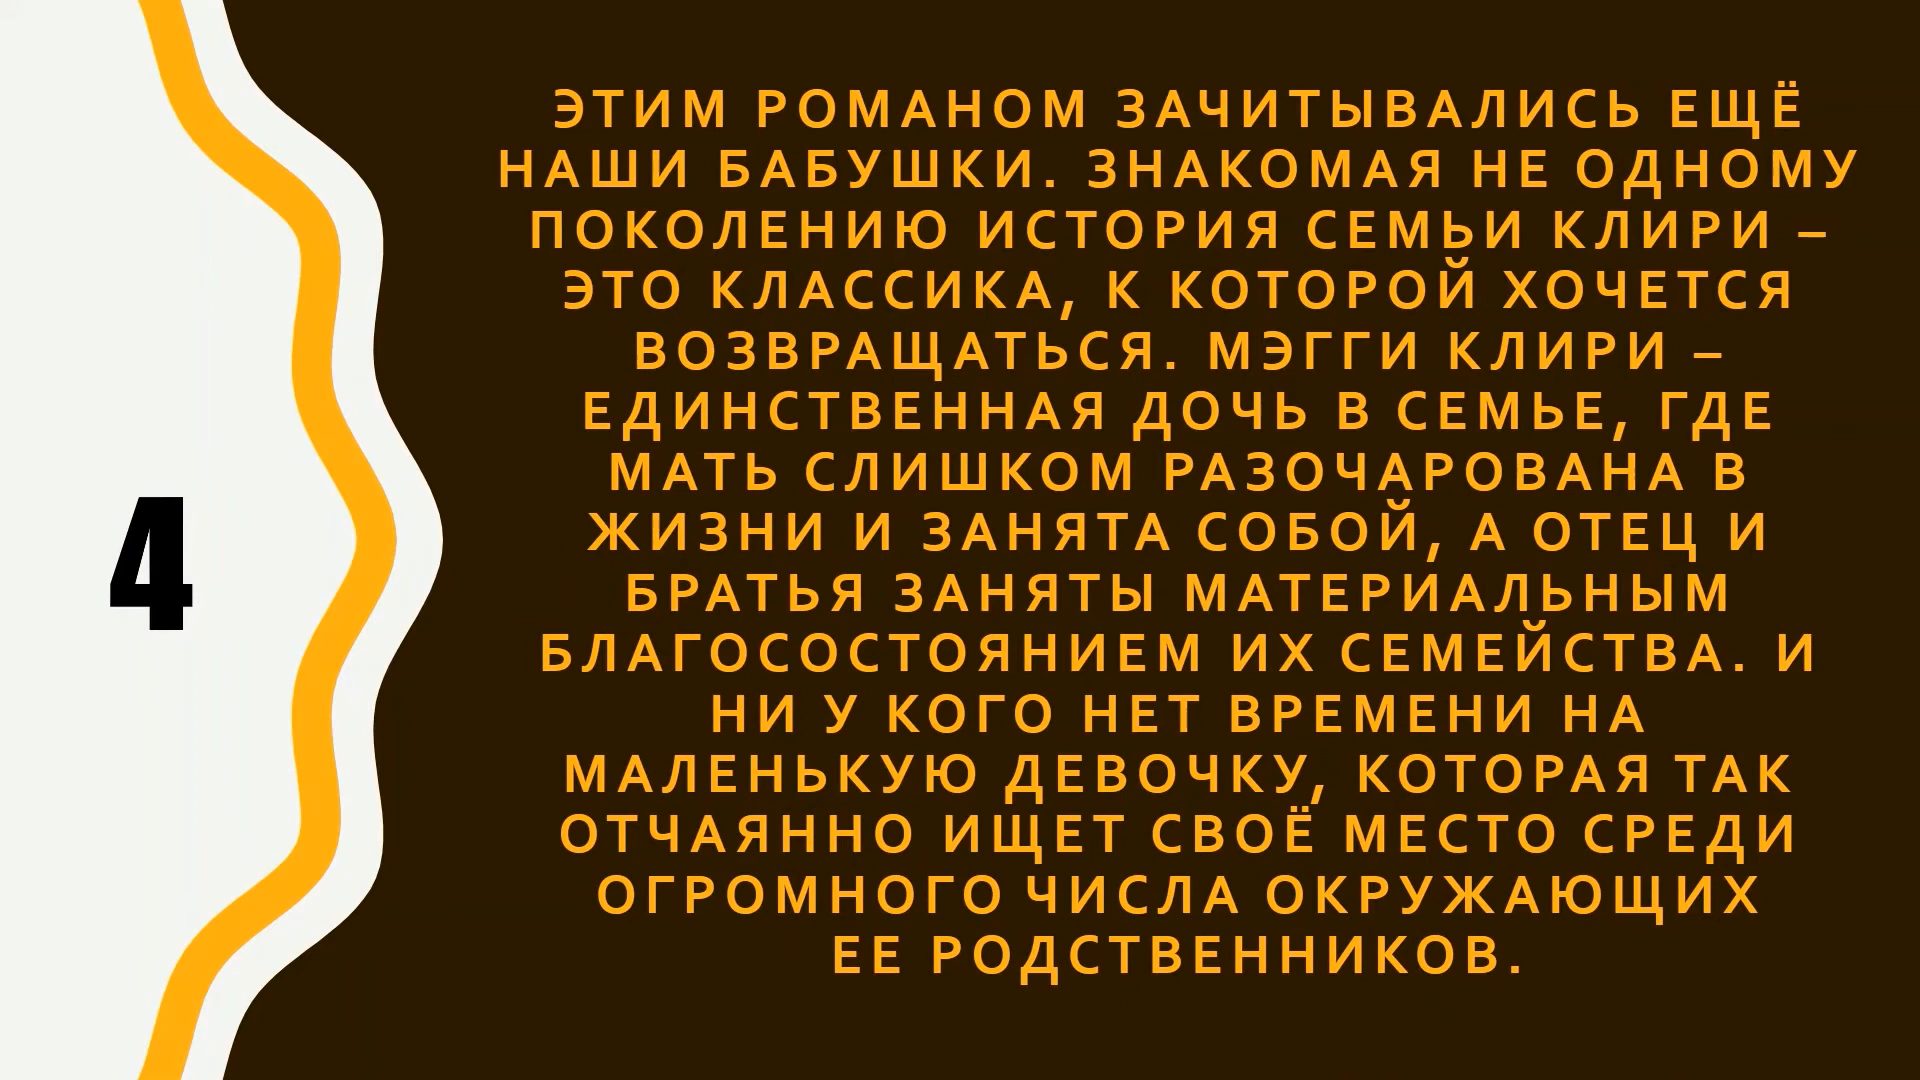 4
ЭТИМ РОМАНОМ ЗАЧИТЫВАЛИСЬ ЕЩЁ
НАШИ БАБУШКИ. ЗНАКОМАЯ НЕ ОДНОМУ
ПОКОЛЕНИЮ ИСТОРИЯ СЕМЬИ КЛИРИ –
ЭТО КЛАССИКА, К КОТОРОЙ ХОЧЕТСЯ
ВОЗВРАЩАТЬСЯ. МЭГГИ КЛИРИ –
ЕДИНСТВЕННАЯ ДОЧЬ В СЕМЬЕ, ГДЕ
МАТЬ СЛИШКОМ РАЗОЧАРОВАНА В
ЖИЗНИ И ЗАНЯТА СОБОЙ, А ОТЕЦ И
БРАТЬЯ ЗАНЯТЫ МАТЕРИАЛЬНЫМ
БЛАГОСОСТОЯНИЕМ ИХ СЕМЕЙСТВА. И
НИ У КОГО НЕТ ВРЕМЕНИ НА
МАЛЕНЬКУЮ ДЕВОЧКУ, КОТОРАЯ ТАК
ОТЧАЯННО ИЩЕТ СВОЁ МЕСТО СРЕДИ
ОГРОМНОГО ЧИСЛА ОКРУЖАЮЩИХ
ЕЕ РОДСТВЕННИКОВ.